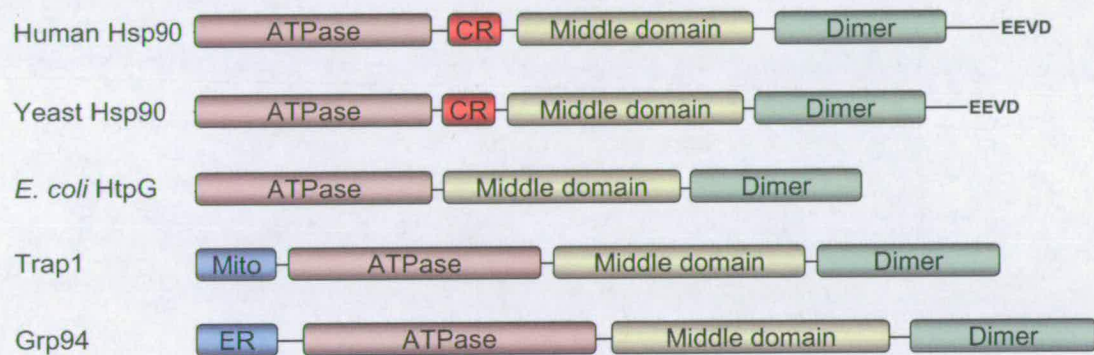 Human Hsp90 ATPase CR Middle domain Dimer EEVD
Yeast Hsp90 ATPase CR Middle domain Dimer EEVD
E. coli HtpG ATPase Middle domain Dimer
Trap1 Mito ATPase Middle domain Dimer
Grp94 ER ATPase Middle domain Dimer